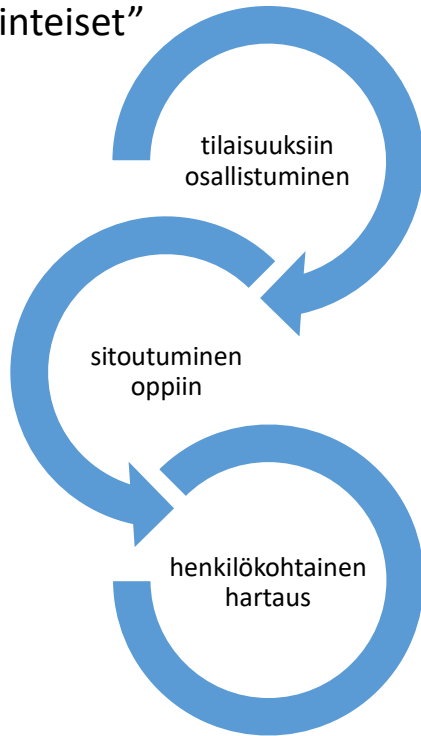 inteiset”
tilaisuuksiin
osallistuminen
sitoutuminen
oppiin
henkilökohtainen
hartaus